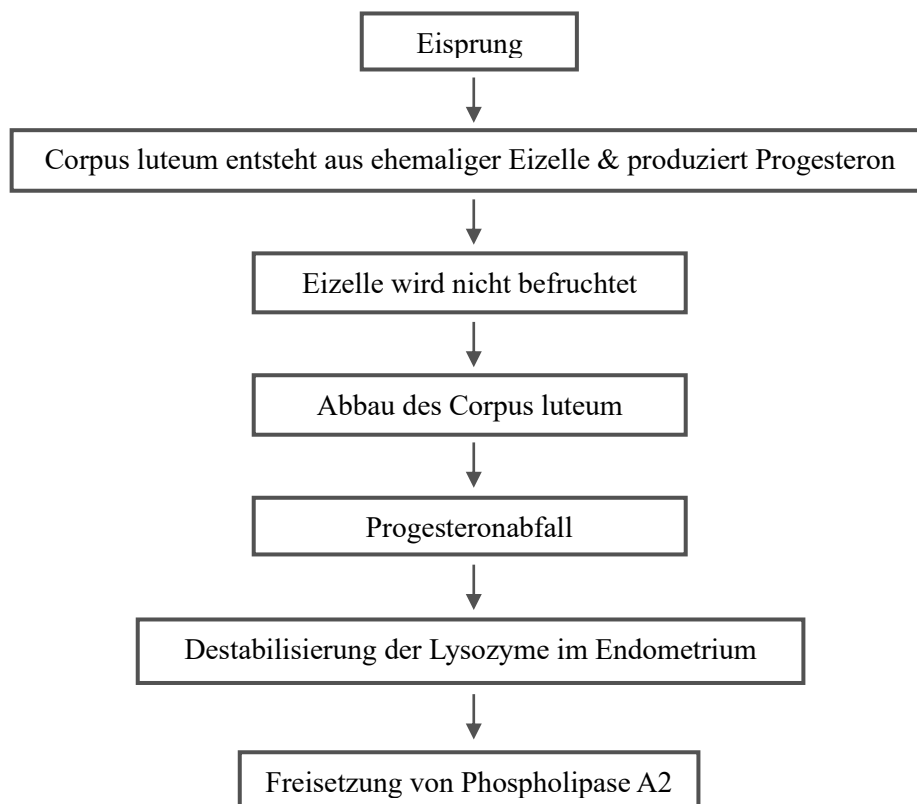 Eisprung
Corpus luteum entsteht aus ehemaliger Eizelle & produziert Progesteron
Eizelle wird nicht befruchtet
Abbau des Corpus luteum
Progesteronabfall
Destabilisierung der Lysozyme im Endometrium
Freisetzung von Phospholipase A2